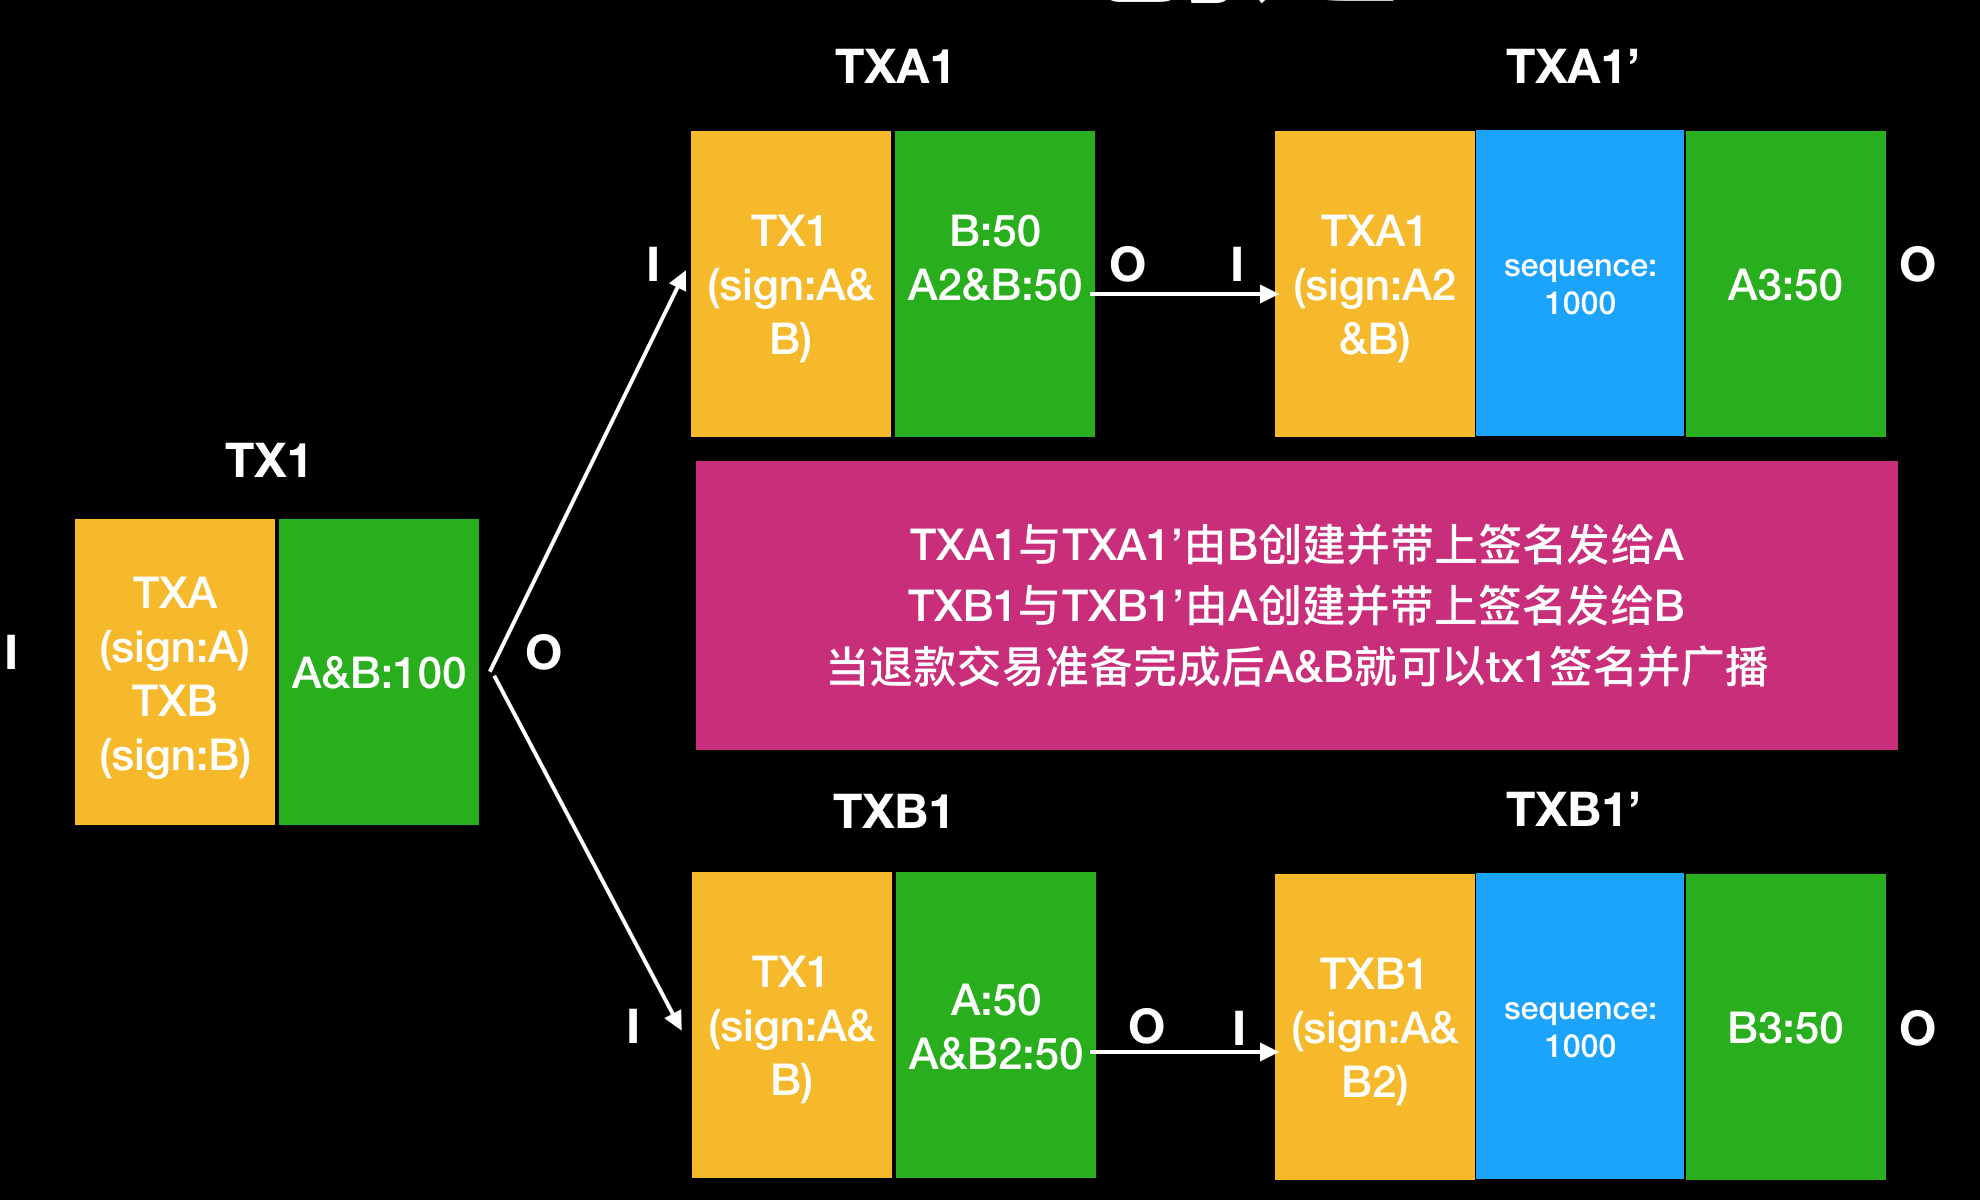 TXA1
TXA1’
I
TX1
(sign:A&
B)
B:50
A2&B:50
O
I
TXA1
(sign:A2
&B)
sequence:
1000
A3:50
O
TX1
I
TXA
(sign:A)
TXB
(sign:B)
A&B:100
O
TXA1与TXA1’由B创建并带上签名发给A
TXB1与TXB1’由A创建并带上签名发给B
当退款交易准备完成后A&B就可以tx1签名并广播
TXB1
TXB1’
I
TX1
(sign:A&
B)
A:50
A&B2:50
O
I
TXB1
(sign:A&
B2)
sequence:
1000
B3:50
O